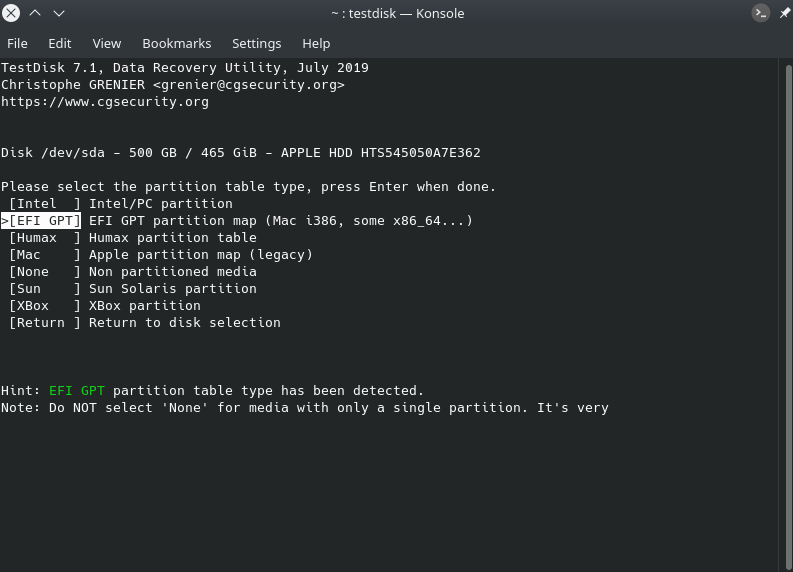 ~ : testdisk — Konsole
File Edit View Bookmarks Settings Help
TestDisk 7.1, Data Recovery Utility, July 2019
Christophe GRENIER <grenier@cgsecurity.org>
https://www.cgsecurity.org
Disk /dev/sda - 500 GB / 465 GiB - APPLE HDD HTS545050A7E362
Please select the partition table type, press Enter when done.
[Intel  ] Intel/PC partition
>[EFI GPT] EFI GPT partition map (Mac i386, some x86_64...)
[Humax  ] Humax partition table
[Mac    ] Apple partition map (legacy)
[None   ] Non partitioned media
[Sun    ] Sun Solaris partition
[XBox   ] XBox partition
[Return ] Return to disk selection
Hint: EFI GPT partition table type has been detected.
Note: Do NOT select 'None' for media with only a single partition. It's very